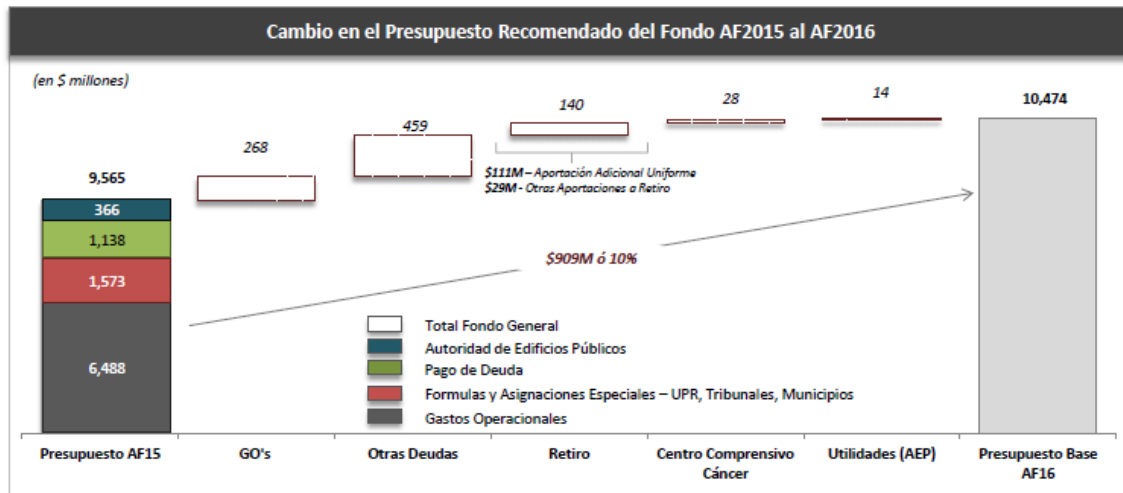 Cambio en el Presupuesto Recomendado del Fondo AF2015 al AF2016
(en $ millones)
268
459
140
28
14
10,474
$111M – Aportación Adicional Uniforme
$29M - Otras Aportaciones a Retiro
9,565
366
1,138
1,573
6,488
$909M ó 10%
Total Fondo General
Autoridad de Edificios Públicos
Pago de Deuda
Formulas y Asignaciones Especiales – UPR, Tribunales, Municipios
Gastos Operacionales
Presupuesto AF15
GO's
Otras Deudas
Retiro
Centro Comprensivo
Cáncer
Utilidades (AEP)
Presupuesto Base
AF16